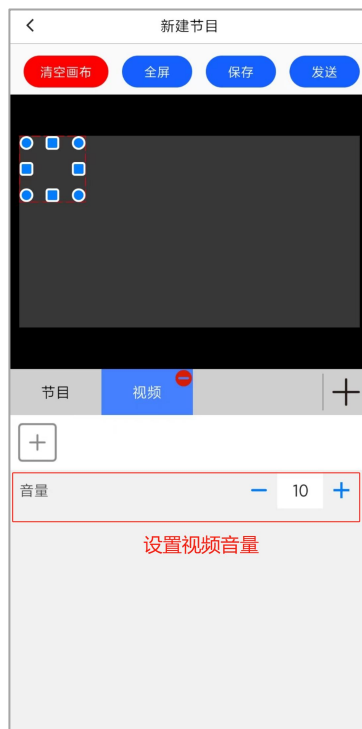 新建节目
清空画布 全屏 保存 发送
节目 视频
音量 10
设置视频音量